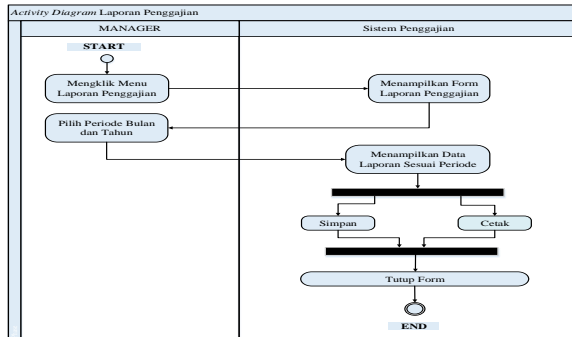 Activity Diagram Laporan Penggajian
MANAGER
Sistem Penggajian
START
Mengklik Menu
Laporan Penggajian
Menampilkan Form
Laporan Penggajian
Pilih Periode Bulan
dan Tahun
Menampilkan Data
Laporan Sesuai Periode
Simpan
Cetak
Tutup Form
END